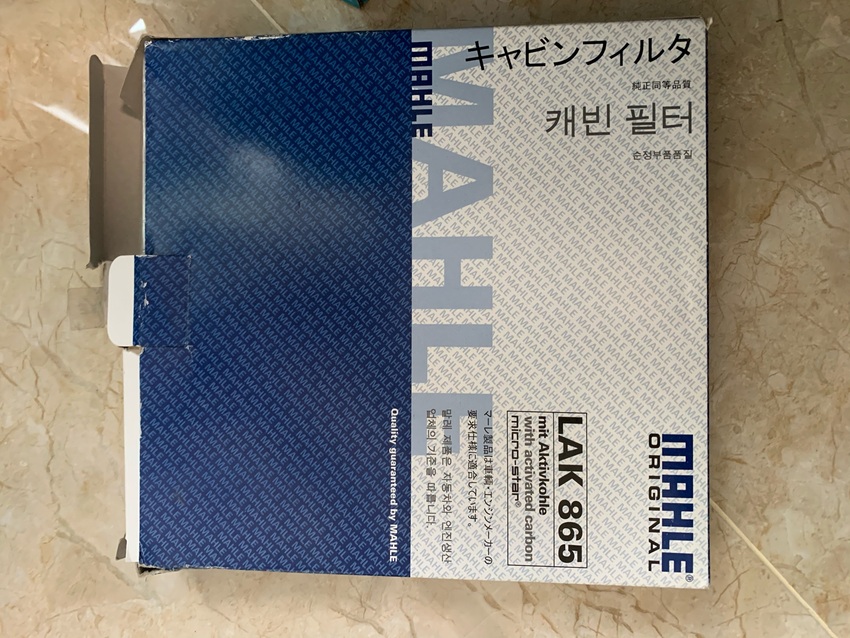 キャビンフィルタ
純正同等品質
캐빈 필터
순정부품품질
MAHLE
MAHLE
MAHLE
ORIGINAL
®
LAK 865
mit Aktivkohle
with activated carbon
micro-star®
マーレ製品は車輌・エンジンメーカーの
要求仕様に適合しています。
말레 제품은 자동차와 엔진생산
업체의 기준을 따릅니다.
Quality guaranteed by MAHLE